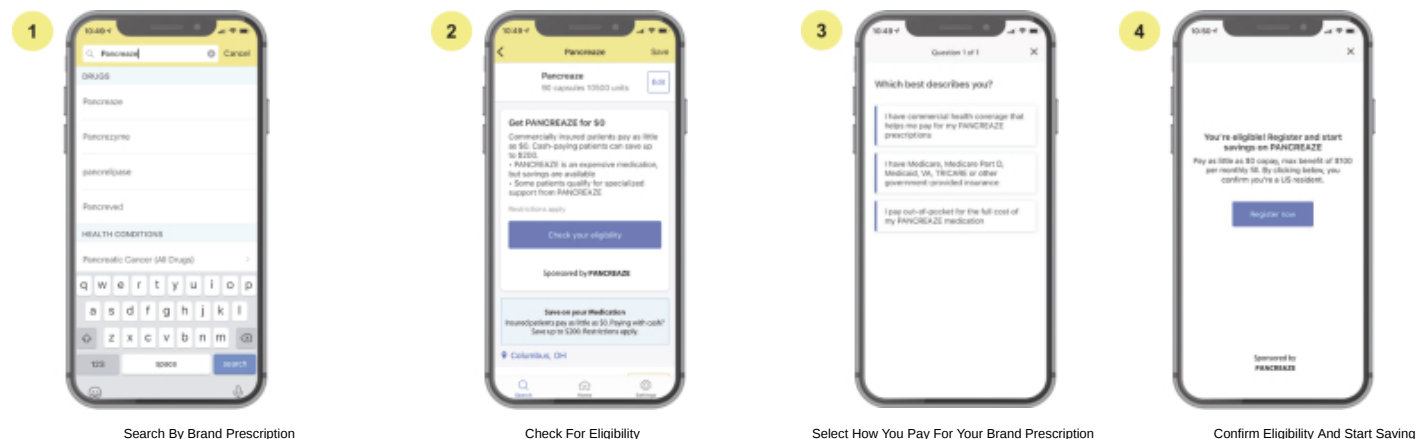 1
10:49
Pancreaze
Cancel
DRUGS
Pancreaze
Pancrezyme
pancrelipase
Pancreved
HEALTH CONDITIONS
Pancreatic Cancer (All Drugs)
q w e r t y u i o p
a s d f g h j k l
z x c v b n m
123 space search
Search By Brand Prescription
2
10:49
Pancreaze
Save
Pancreaze
90 capsules 10500 units
Edit
Get PANCREAZE for $0
Commercially insured patients pay as little
as $0. Cash-paying patients can save up
to $200.
• PANCREAZE is an expensive medication,
but savings are available
• Some patients qualify for specialized
support from PANCREAZE
Restrictions apply
Check your eligibility
Sponsored by PANCREAZE
Save on your Medication
Insured patients pay as little as $0. Paying with cash?
Save up to $200. Restrictions apply.
Columbus, OH
Search Home Settings
Check For Eligibility
3
10:49
Question 1 of 1
Which best describes you?
I have commercial health coverage that
helps me pay for my PANCREAZE
prescriptions
I have Medicare, Medicare Part D,
Medicaid, VA, TRICARE or other
government-provided insurance
I pay out-of-pocket for the full cost of
my PANCREAZE medication
Select How You Pay For Your Brand Prescription
4
10:50
You're eligible! Register and start
savings on PANCREAZE
Pay as little as $0 copay, max benefit of $100
per monthly fill. By clicking below, you
confirm you're a US resident.
Register now
Sponsored by
PANCREAZE
Confirm Eligibility And Start Saving